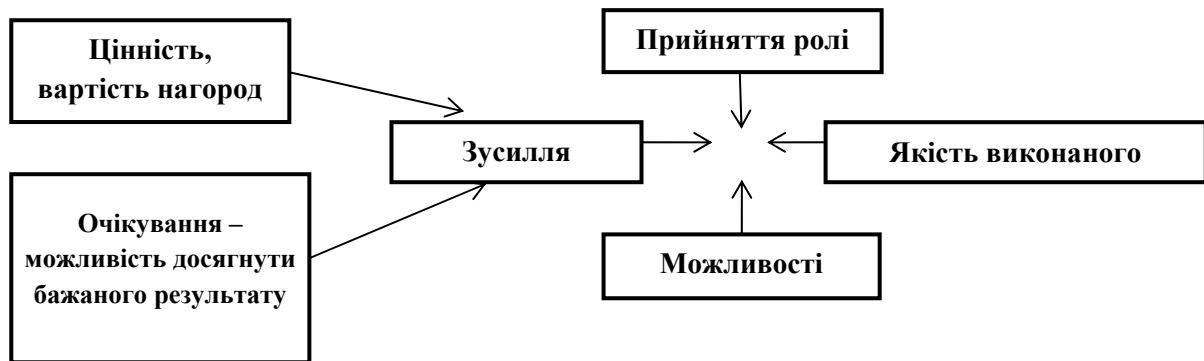 Цінність,
вартість нагород
Прийняття ролі
Зусилля
Якість виконаного
Очікування –
можливість досягнути
бажаного результату
Можливості